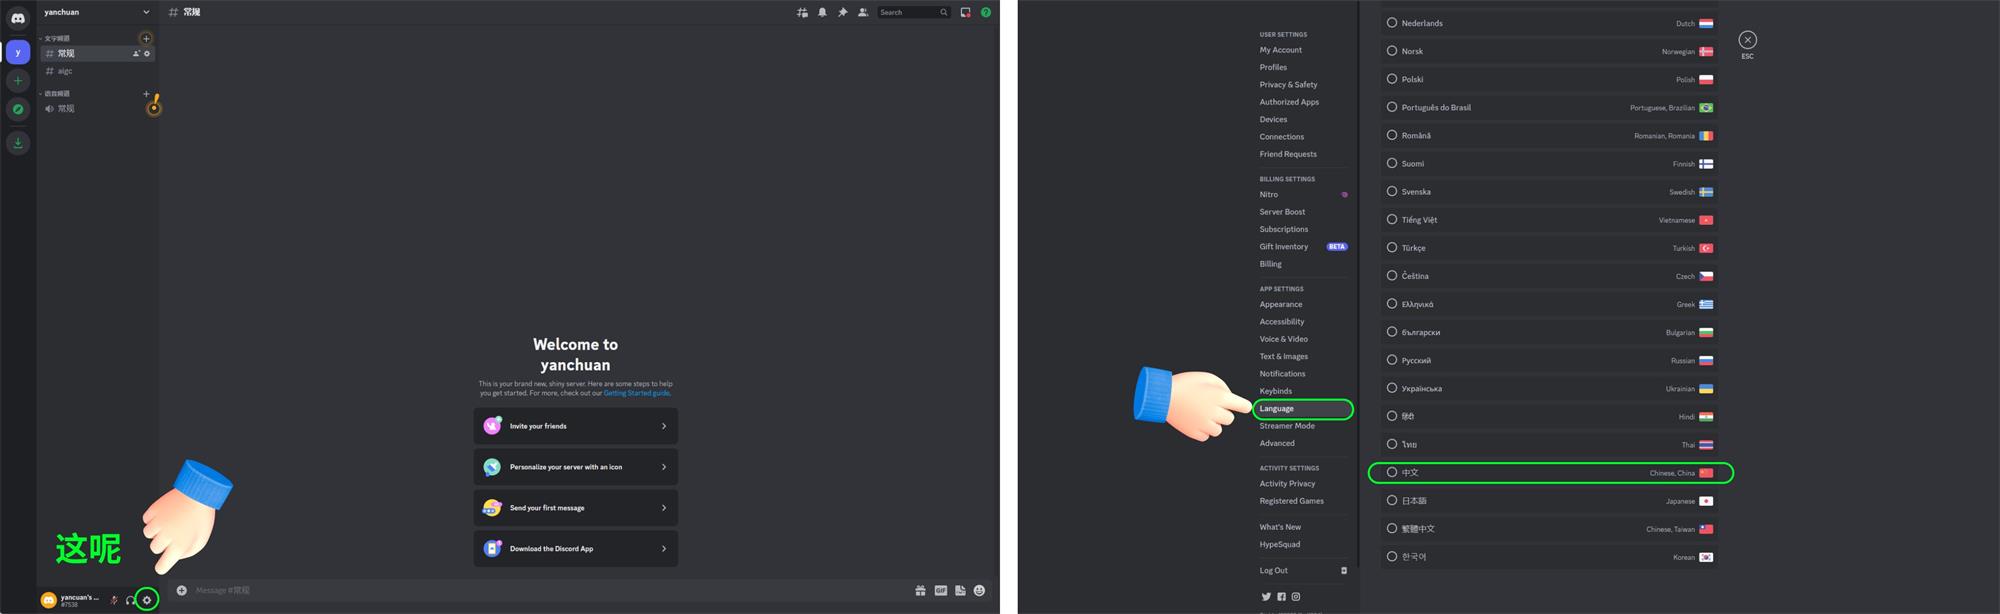 yanchuan
常规
Search
文字频道
常规
aigc
语音频道
常规
y
Welcome to
yanchuan
This is your brand new, shiny server. Here are some steps to help
you get started. For more, check out our Getting Started guide.
Invite your friends
Personalize your server with an icon
Send your first message
Download the Discord App
这呢
yancuan's ...
#7538
Message #常规
GIF
USER SETTINGS
My Account
Profiles
Privacy & Safety
Authorized Apps
Devices
Connections
Friend Requests
BILLING SETTINGS
Nitro
Server Boost
Subscriptions
Gift Inventory BETA
Billing
APP SETTINGS
Appearance
Accessibility
Voice & Video
Text & Images
Notifications
Keybinds
Language
Streamer Mode
Advanced
ACTIVITY SETTINGS
Activity Privacy
Registered Games
What's New
HypeSquad
Log Out
Nederlands Dutch
Norsk Norwegian
Polski Polish
Português do Brasil Portuguese, Brazilian
Română Romanian, Romania
Suomi Finnish
Svenska Swedish
Tiếng Việt Vietnamese
Türkçe Turkish
Čeština Czech
Ελληνικά Greek
български Bulgarian
Русский Russian
Українська Ukrainian
हिंदी Hindi
ไทย Thai
中文 Chinese, China
日本語 Japanese
繁體中文 Chinese, Taiwan
한국어 Korean
ESC